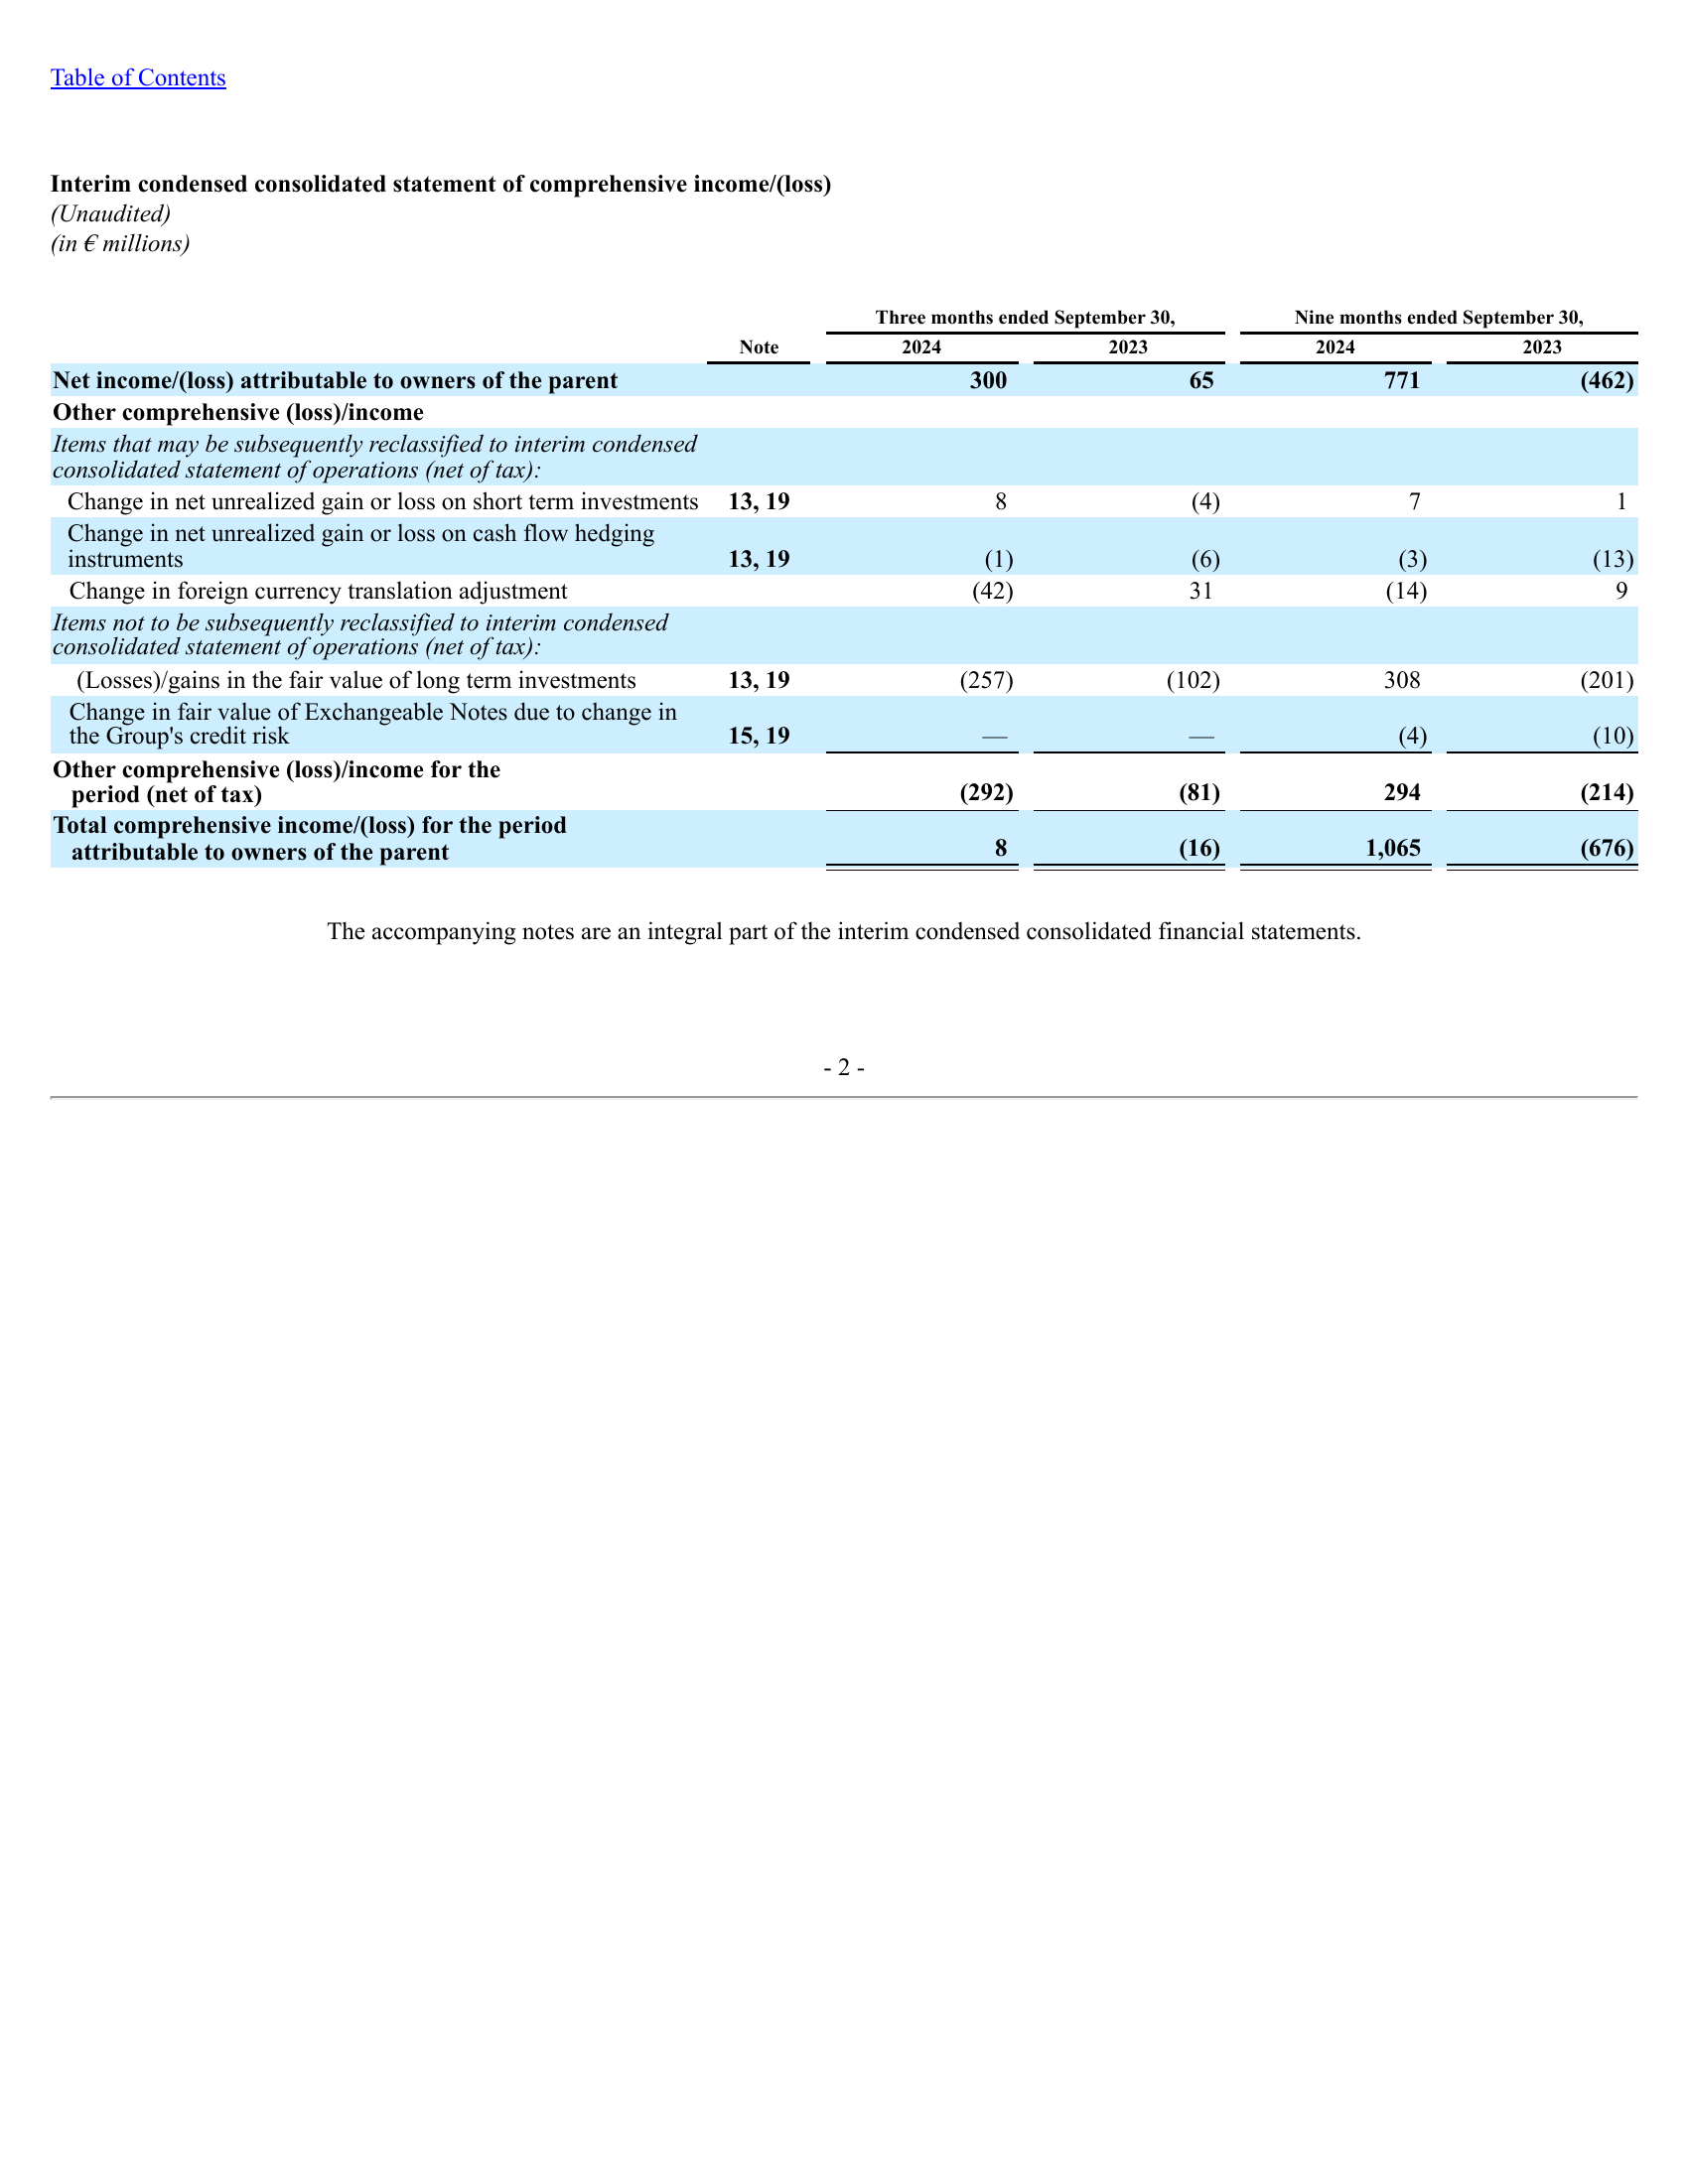 Table of Contents
Interim condensed consolidated statement of comprehensive income/(loss)
(Unaudited)
(in € millions)
Three months ended September 30, Nine months ended September 30,
Note 2024 2023 2024 2023
Net income/(loss) attributable to owners of the parent 300 65 771 (462)
Other comprehensive (loss)/income
Items that may be subsequently reclassified to interim condensed
consolidated statement of operations (net of tax):
Change in net unrealized gain or loss on short term investments 13, 19 8 (4) 7 1
Change in net unrealized gain or loss on cash flow hedging
instruments 13, 19 (1) (6) (3) (13)
Change in foreign currency translation adjustment (42) 31 (14) 9
Items not to be subsequently reclassified to interim condensed
consolidated statement of operations (net of tax):
(Losses)/gains in the fair value of long term investments 13, 19 (257) (102) 308 (201)
Change in fair value of Exchangeable Notes due to change in
the Group's credit risk 15, 19 — — (4) (10)
Other comprehensive (loss)/income for the
period (net of tax) (292) (81) 294 (214)
Total comprehensive income/(loss) for the period
attributable to owners of the parent 8 (16) 1,065 (676)
The accompanying notes are an integral part of the interim condensed consolidated financial statements.
- 2 -